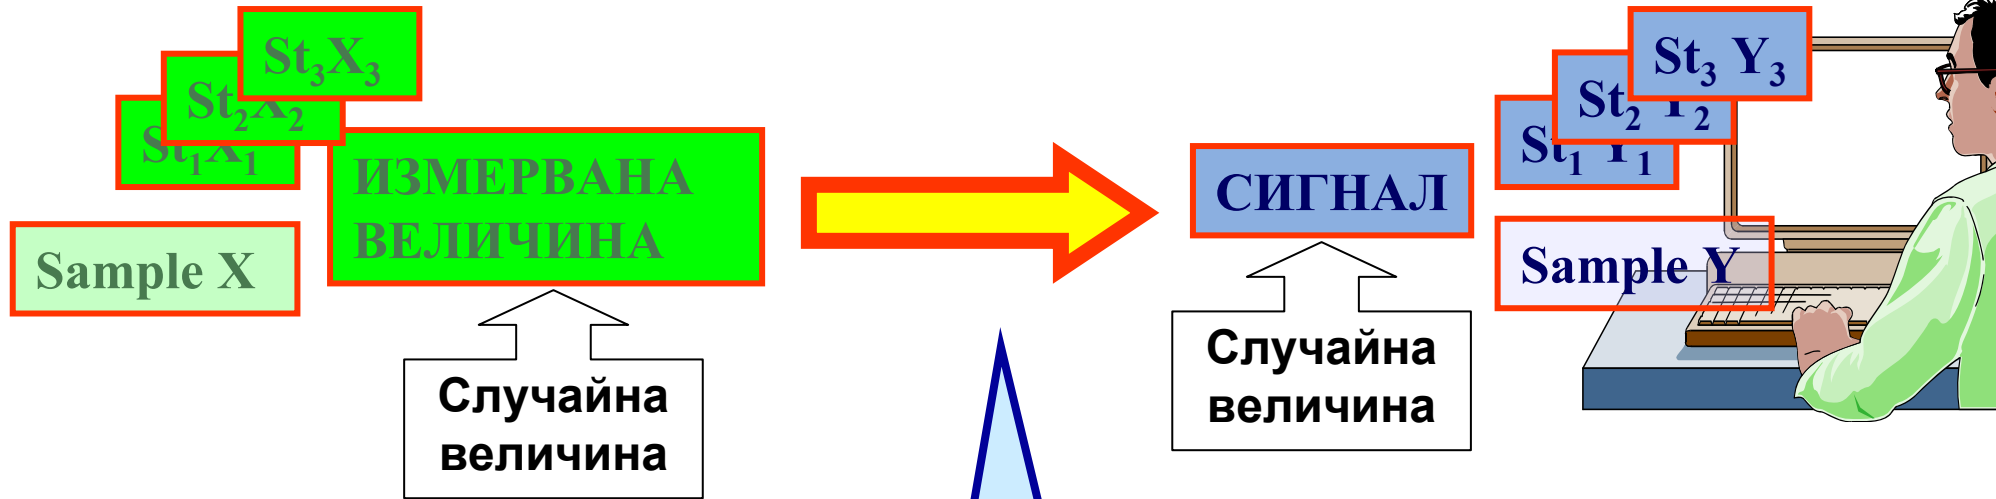 St₃X₃
St₂X₂
St₁X₁
ИЗМЕРВАНА
ВЕЛИЧИНА
Sample X
Случайна
величина
СИГНАЛ
Случайна
величина
St₃ Y₃
St₂ Y₂
St₁ Y₁
Sample Y